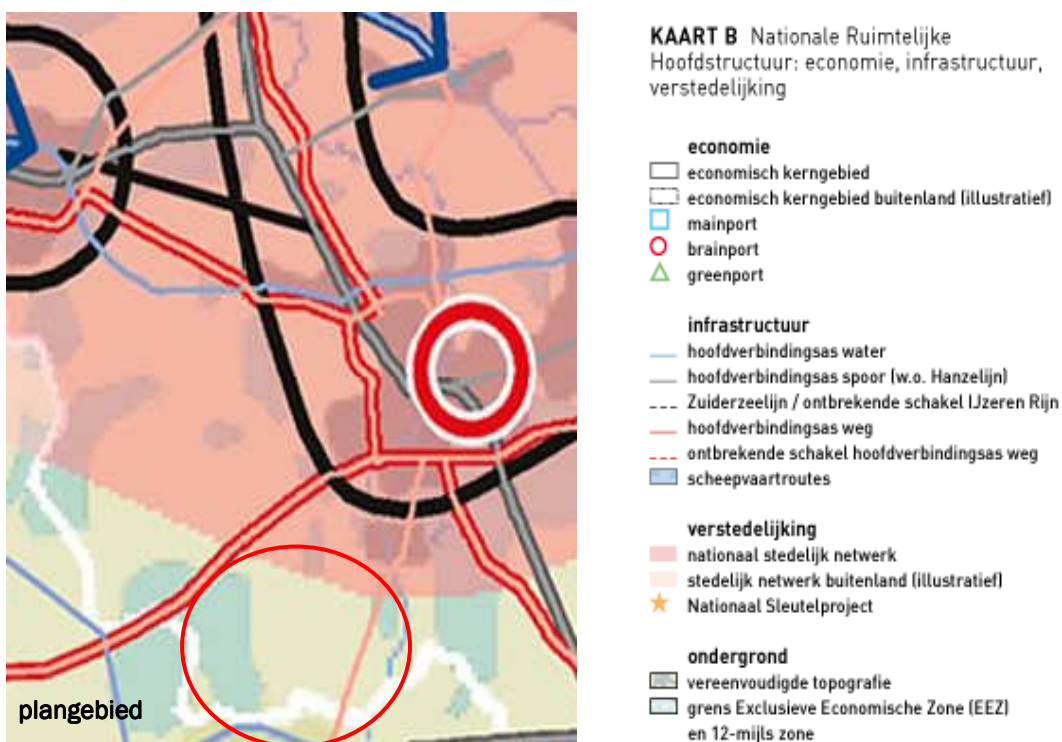 KAART B Nationale Ruimtelijke
Hoofdstructuur: economie, infrastructuur,
verstedelijking
economie
economisch kerngebied
economisch kerngebied buitenland (illustratief)
mainport
brainport
greenport
infrastructuur
hoofdverbindingsas water
hoofdverbindingsas spoor (w.o. Hanzelijn)
Zuiderzeelijn / ontbrekende schakel IJzeren Rijn
hoofdverbindingsas weg
ontbrekende schakel hoofdverbindingsas weg
scheepvaartroutes
verstedelijking
nationaal stedelijk netwerk
stedelijk netwerk buitenland (illustratief)
Nationaal Sleutelproject
ondergrond
vereenvoudigde topografie
grens Exclusieve Economische Zone (EEZ)
en 12-mijls zone
plangebied